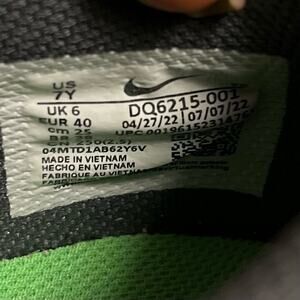 US
7Y
UK 6
EUR 40
cm 25
DQ6215-001
04/27/22 07/07/22
04MTD1AB62Y6V
MADE IN VIETNAM
HECHO EN VIETNAM
FABRIQUE AU VIETNAM